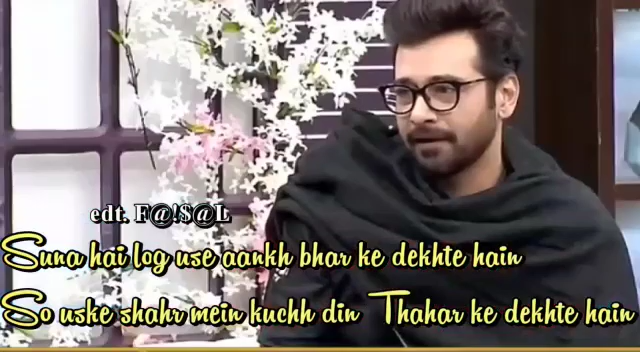 edt. F@!$@L
Suna hai log use aankh bhar ke dekhte hain
So uske shahr mein kuchh din Thahar ke dekhte hain